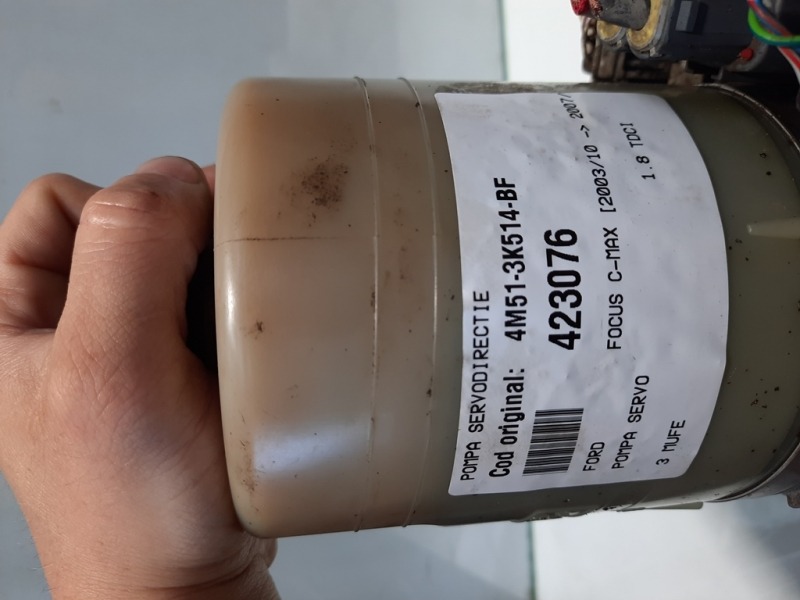 POMPA SERVODIRECTIE
Cod original: 4M51-3K514-BF
423076
FORD FOCUS C-MAX [2003/10 -> 2007/
POMPA SERVO 1.8 TDCI
3 MUFE